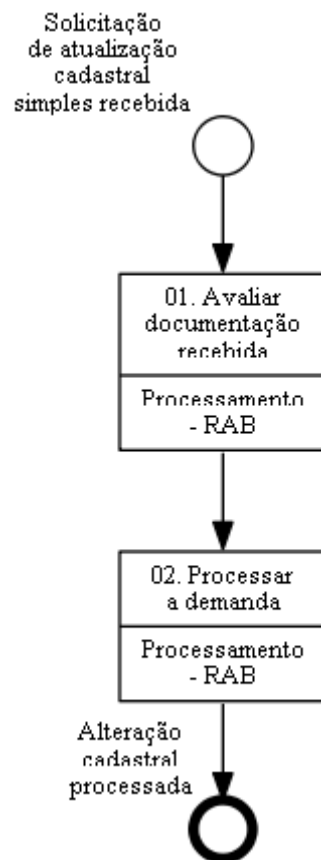 Solicitação
de atualização
cadastral
simples recebida
01. Avaliar
documentação
recebida
Processamento
- RAB
02. Processar
a demanda
Processamento
- RAB
Alteração
cadastral
processada